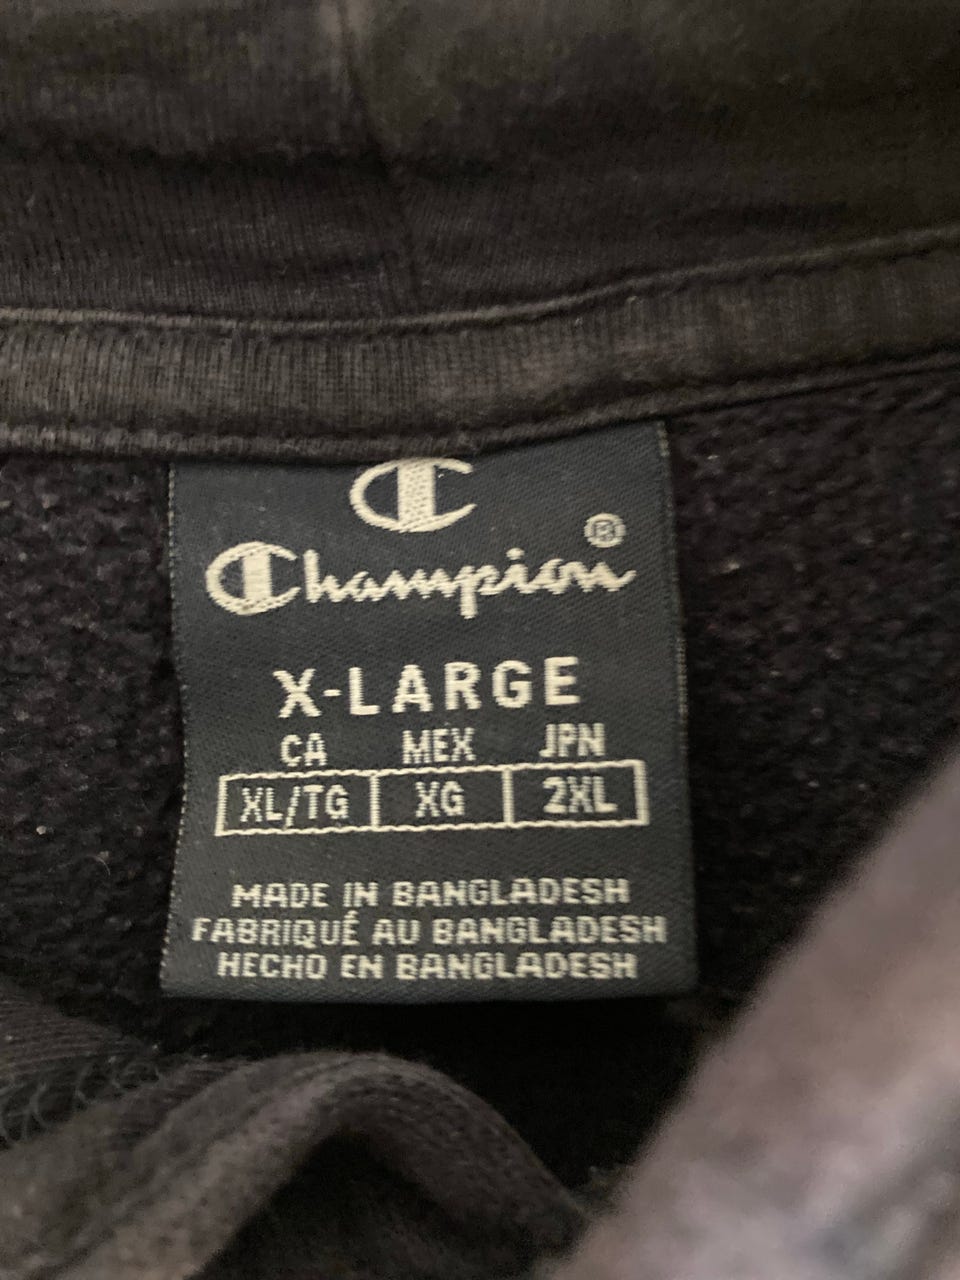 Champion®
X-LARGE
CA MEX JPN
XL/TG XG 2XL
MADE IN BANGLADESH
FABRIQUÉ AU BANGLADESH
HECHO EN BANGLADESH